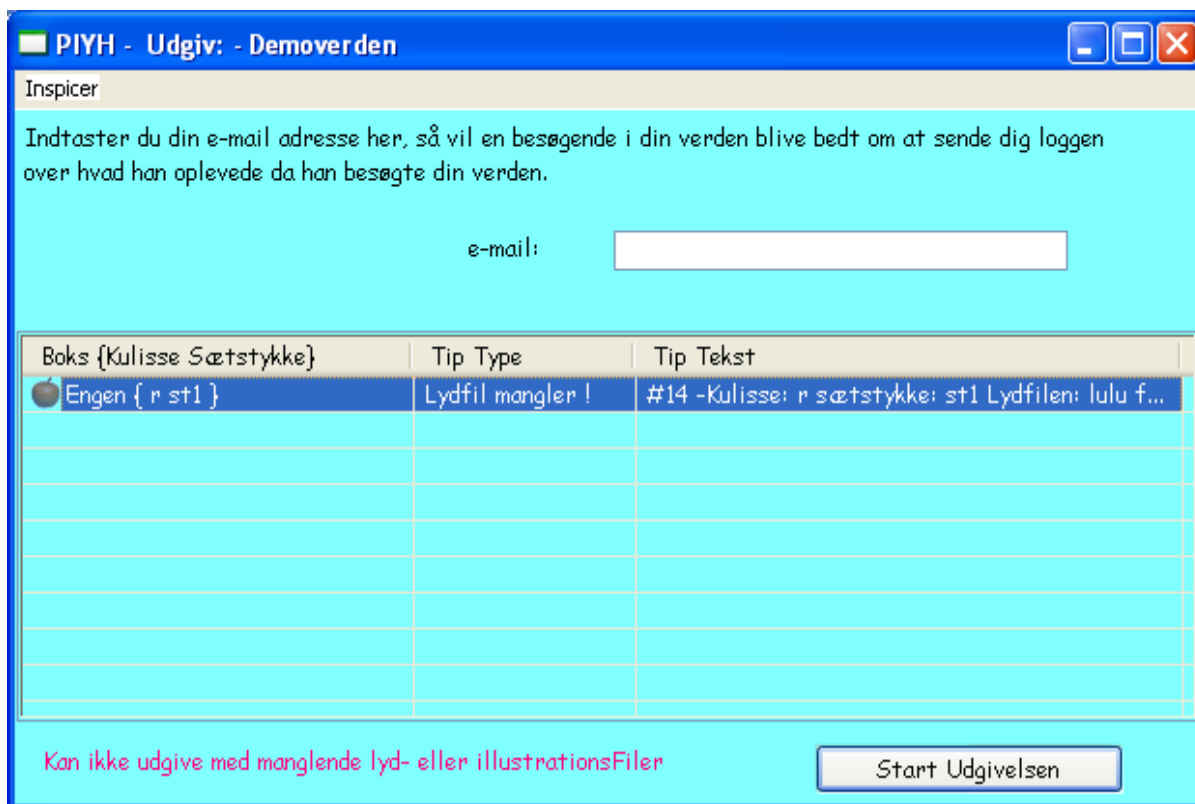 PIYH - Udgiv: - Demoverden
Inspicer
Indtaster du din e-mail adresse her, så vil en besøgende i din verden blive bedt om at sende dig loggen
over hvad han oplevede da han besøgte din verden.
e-mail:
Boks {Kulisse Sætstykke} Tip Type Tip Tekst
Engen { r st1 } Lydfil mangler ! #14 -Kulisse: r sætstykke: st1 Lydfilen: lulu f...
Kan ikke udgive med manglende lyd- eller illustrationsFiler
Start Udgivelsen